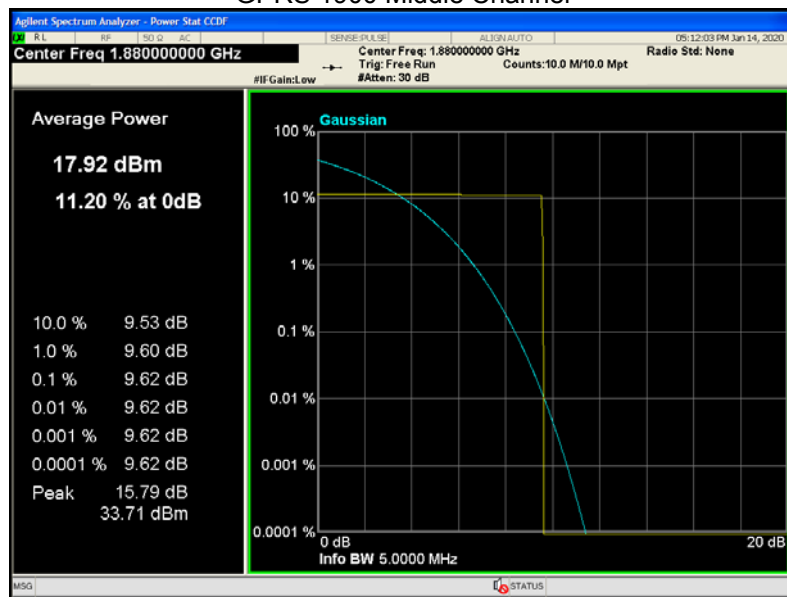 Agilent Spectrum Analyzer - Power Stat CCDF
RL RF 50 Ω AC SENSE:PULSE ALIGN AUTO 05:12:03 PM Jan 14, 2020
Center Freq 1.880000000 GHz
Center Freq: 1.880000000 GHz Radio Std: None
Trig: Free Run Counts:10.0 M/10.0 Mpt
#IFGain:Low #Atten: 30 dB
Average Power
17.92 dBm
11.20 % at 0dB
10.0 % 9.53 dB
1.0 % 9.60 dB
0.1 % 9.62 dB
0.01 % 9.62 dB
0.001 % 9.62 dB
0.0001 % 9.62 dB
Peak 15.79 dB
33.71 dBm
Gaussian
100 %
10 %
1 %
0.1 %
0.01 %
0.001 %
0.0001 %
0 dB 20 dB
Info BW 5.0000 MHz
MSG STATUS